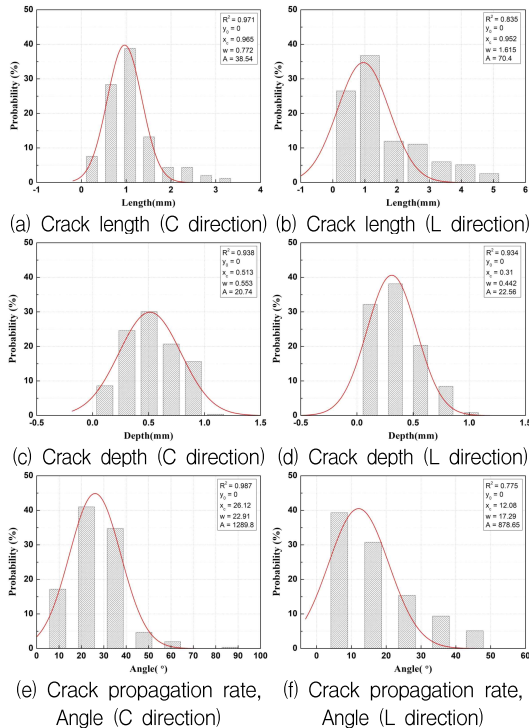 R² = 0.971
y₀ = 0
x꜀ = 0.965
w = 0.772
A = 38.54
Probability (%)
50
40
30
20
10
0
-1 0 1 2 3 4
Length(mm)
(a) Crack length (C direction)
R² = 0.835
y₀ = 0
x꜀ = 0.952
w = 1.615
A = 70.4
Probability (%)
50
40
30
20
10
0
-1 0 1 2 3 4 5 6
Length(mm)
(b) Crack length (L direction)
R² = 0.938
y₀ = 0
x꜀ = 0.513
w = 0.553
A = 20.74
Probability (%)
50
40
30
20
10
0
-0.5 0.0 0.5 1.0 1.5
Depth(mm)
(c) Crack depth (C direction)
R² = 0.934
y₀ = 0
x꜀ = 0.31
w = 0.442
A = 22.56
Probability (%)
50
40
30
20
10
0
-0.5 0.0 0.5 1.0 1.5
Depth(mm)
(d) Crack depth (L direction)
R² = 0.987
y₀ = 0
x꜀ = 26.12
w = 22.91
A = 1289.8
Probability (%)
50
40
30
20
10
0
0 10 20 30 40 50 60 70 80 90 100
Angle( °)
(e) Crack propagation rate,
Angle (C direction)
R² = 0.775
y₀ = 0
x꜀ = 12.08
w = 17.29
A = 878.65
Probability (%)
50
40
30
20
10
0
0 10 20 30 40 50 60
Angle( °)
(f) Crack propagation rate,
Angle (L direction)